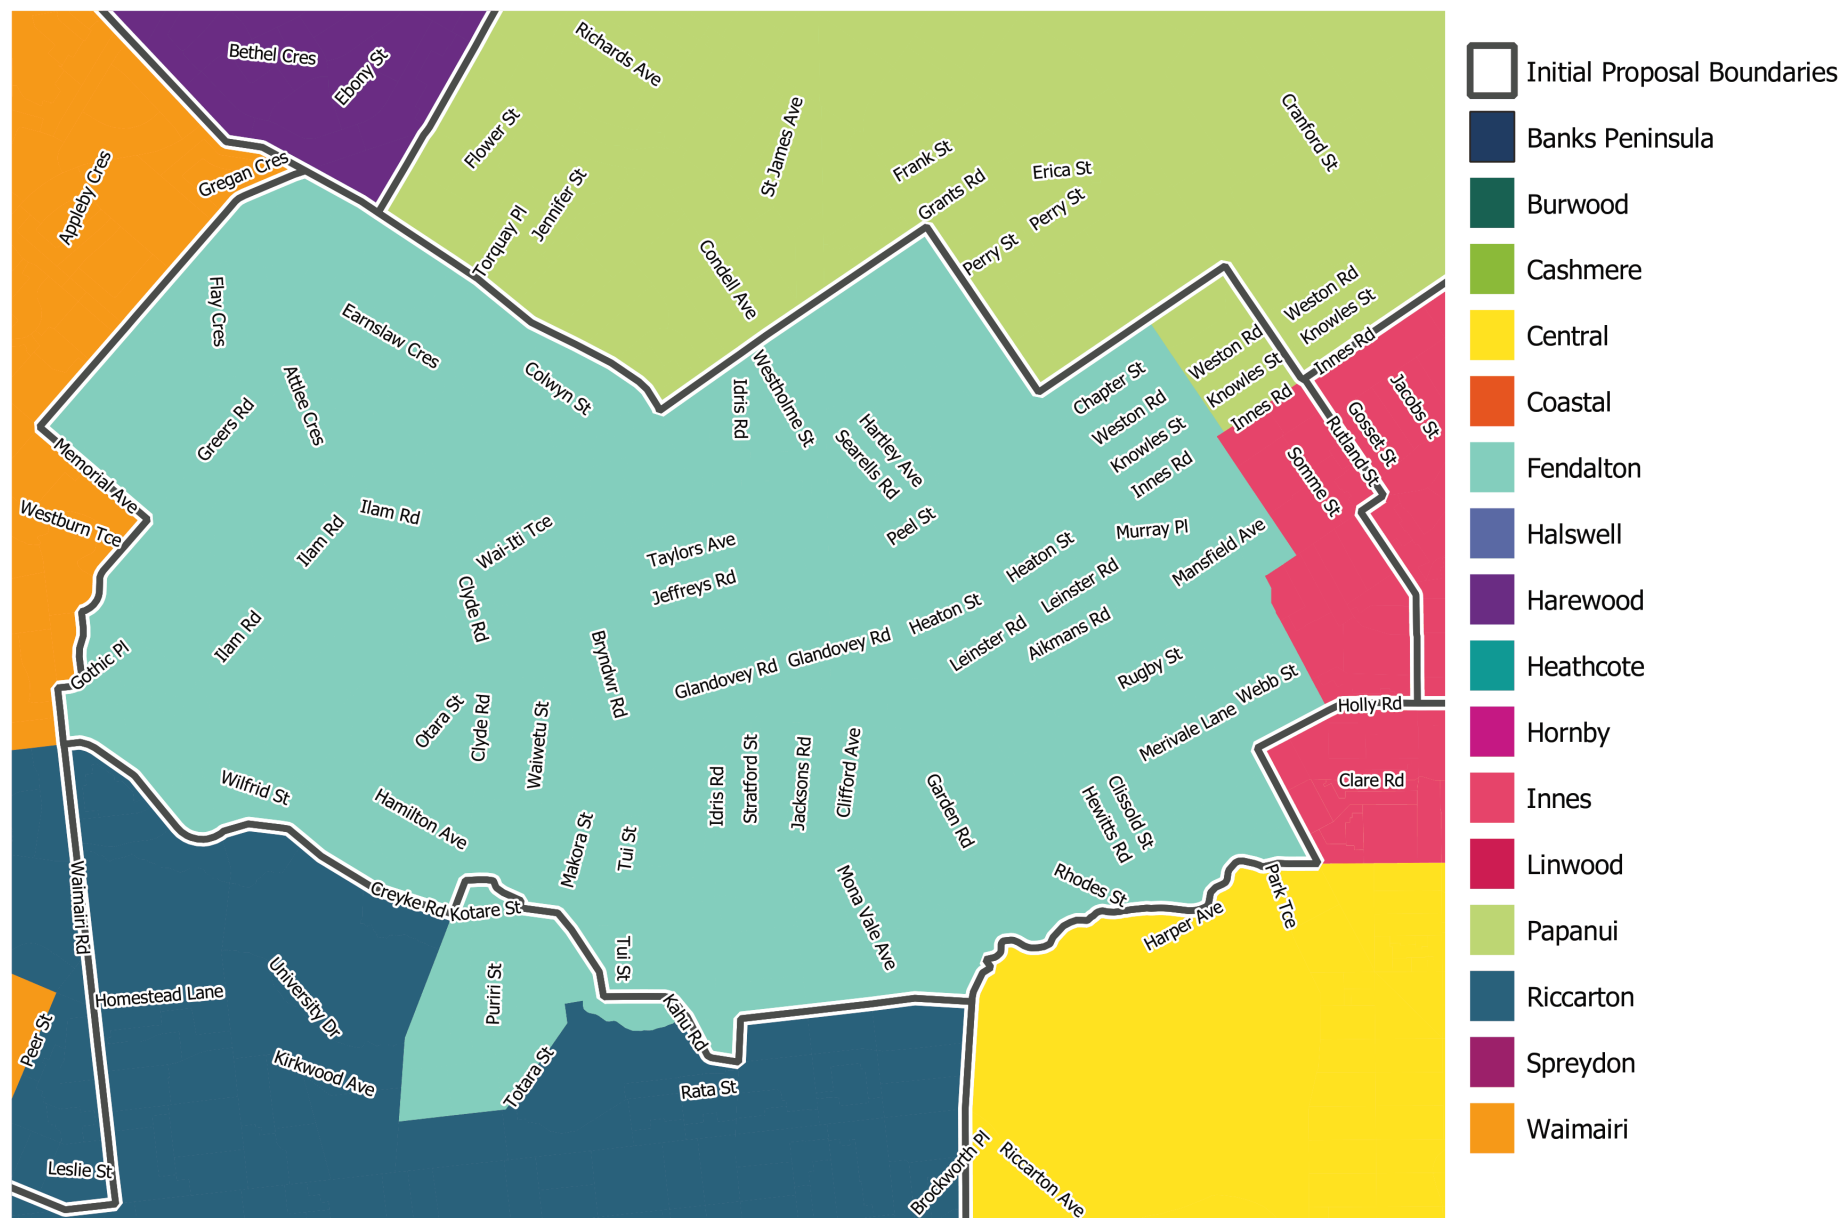 Bethel Cres
Ebony St
Richards Ave
Flower St
St James Ave
Cranford St
Appleby Cres
Gregan Cres
Jennifer St
Torquay Pl
Frank St
Grants Rd
Erica St
Perry St
Perry St
Condell Ave
Flay Cres
Earnslaw Cres
Colwyn St
Weston Rd
Knowles St
Innes Rd
Weston Rd
Knowles St
Innes Rd
Chapter St
Weston Rd
Knowles St
Innes Rd
Jacobs St
Gosset St
Rutland St
Somme St
Attlee Cres
Greers Rd
Idris Rd
Westholme St
Hartley Ave
Searells Rd
Memorial Ave
Westburn Tce
Ilam Rd
Ilam Rd
Wai-Iti Tce
Taylors Ave
Jeffreys Rd
Peel St
Murray Pl
Mansfield Ave
Heaton St
Leinster Rd
Heaton St
Leinster Rd
Aikmans Rd
Clyde Rd
Ilam Rd
Gothic Pl
Bryndwr Rd
Glandovey Rd
Glandovey Rd
Rugby St
Webb St
Merivale Lane
Holly Rd
Clare Rd
Otara St
Clyde Rd
Waiwetu St
Idris Rd
Stratford St
Jacksons Rd
Clifford Ave
Garden Rd
Clissold St
Hewitts Rd
Wilfrid St
Hamilton Ave
Makora St
Tui St
Mona Vale Ave
Rhodes St
Harper Ave
Park Tce
Creyke Rd
Kotare St
Waimairi Rd
Tui St
Puriri St
Kahu Rd
University Dr
Homestead Lane
Peer St
Kirkwood Ave
Totara St
Rata St
Leslie St
Brockworth Pl
Riccarton Ave
Initial Proposal Boundaries
Banks Peninsula
Burwood
Cashmere
Central
Coastal
Fendalton
Halswell
Harewood
Heathcote
Hornby
Innes
Linwood
Papanui
Riccarton
Spreydon
Waimairi